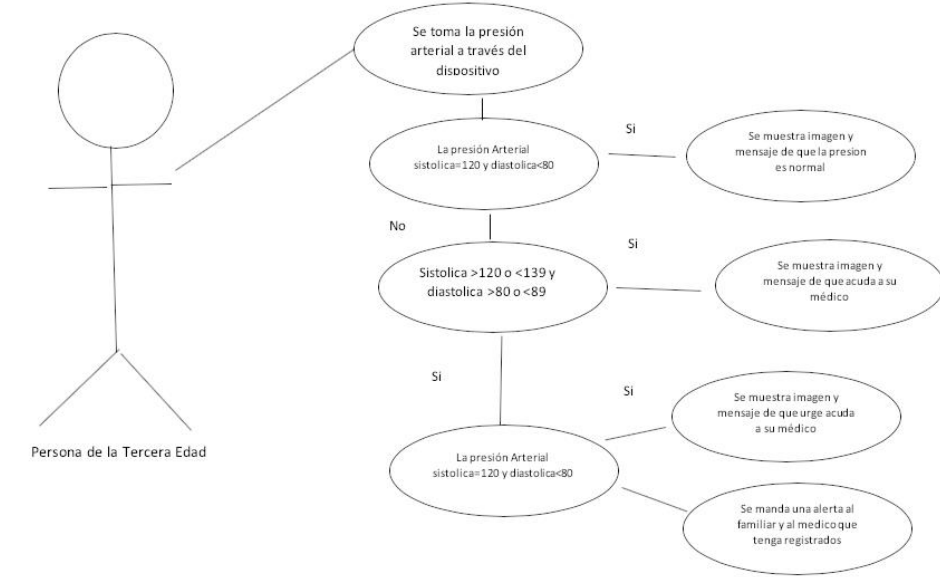 Se toma la presión
arterial a través del
dispositivo
Si
La presión Arterial
sistolica=120 y diastolica<80
Se muestra imagen y
mensaje de que la presion
es normal
No
Si
Sistolica >120 o <139 y
diastolica >80 o <89
Se muestra imagen y
mensaje de que acuda a su
médico
Si
Si
Se muestra imagen y
mensaje de que urge acuda
a su médico
Persona de la Tercera Edad
La presión Arterial
sistolica=120 y diastolica<80
Se manda una alerta al
familiar y al medico que
tenga registrados